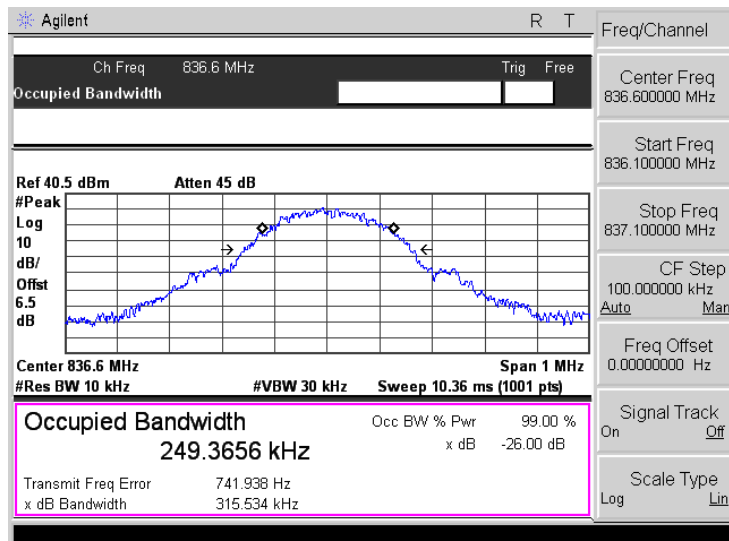 Agilent R T
Ch Freq 836.6 MHz Trig Free
Occupied Bandwidth
Ref 40.5 dBm Atten 45 dB
#Peak
Log
10
dB/
Offst
6.5
dB
Center 836.6 MHz Span 1 MHz
#Res BW 10 kHz #VBW 30 kHz Sweep 10.36 ms (1001 pts)
Occupied Bandwidth Occ BW % Pwr 99.00 %
249.3656 kHz x dB -26.00 dB
Transmit Freq Error 741.938 Hz
x dB Bandwidth 315.534 kHz
Freq/Channel
Center Freq
836.600000 MHz
Start Freq
836.100000 MHz
Stop Freq
837.100000 MHz
CF Step
100.000000 kHz
Auto Man
Freq Offset
0.00000000 Hz
Signal Track
On Off
Scale Type
Log Lin